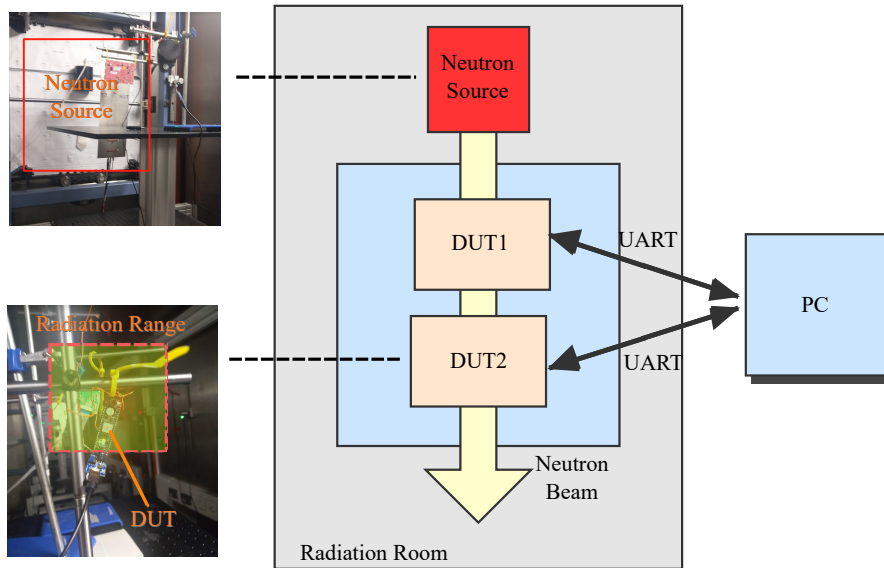 Neutron
Source
Neutron
Source
DUT1
UART
PC
Radiation Range
DUT2
UART
DUT
Neutron
Beam
Radiation Room